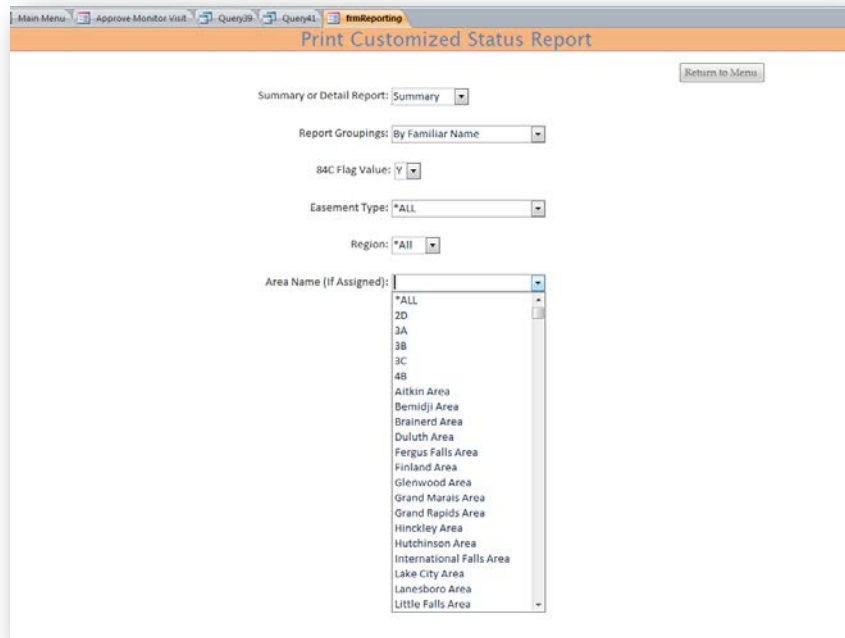 Main Menu Approve Monitor Visit Query39 Query41 frmReporting
Print Customized Status Report
Return to Menu
Summary or Detail Report: Summary
Report Groupings: By Familiar Name
84C Flag Value: Y
Easement Type: *ALL
Region: *All
Area Name (If Assigned):
*ALL
2D
3A
3B
3C
4B
Aitkin Area
Bemidji Area
Brainerd Area
Duluth Area
Fergus Falls Area
Finland Area
Glenwood Area
Grand Marais Area
Grand Rapids Area
Hinckley Area
Hutchinson Area
International Falls Area
Lake City Area
Lanesboro Area
Little Falls Area